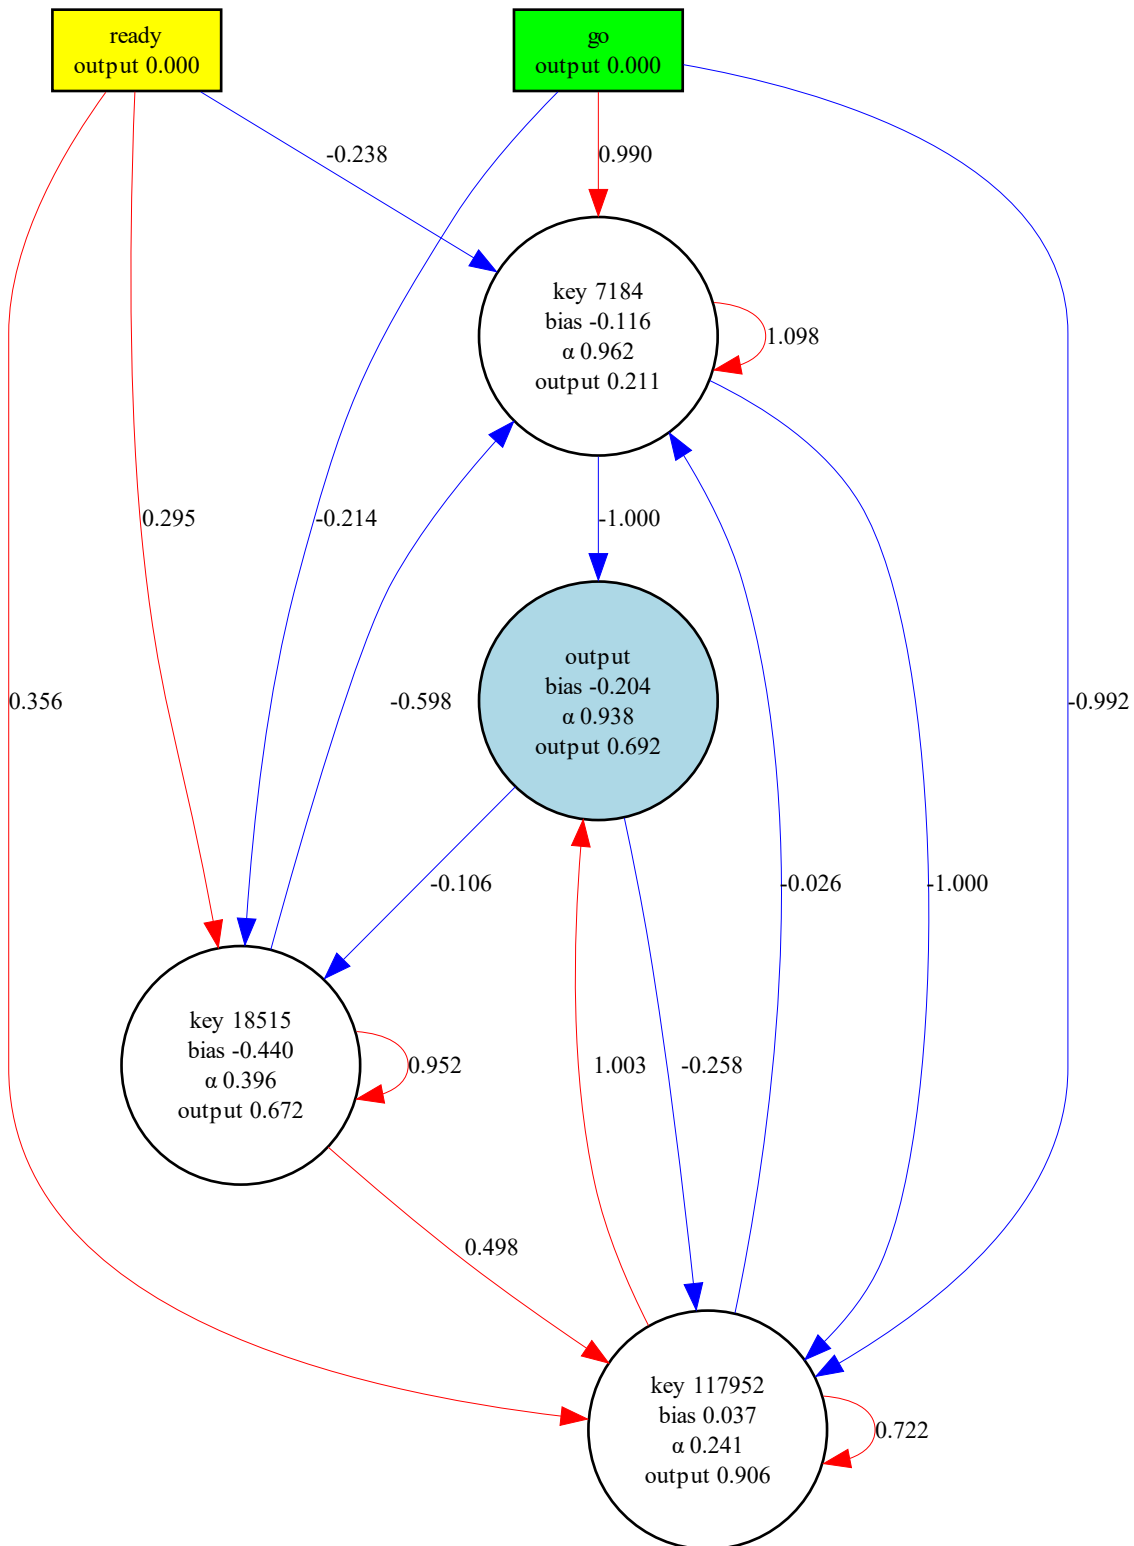 ready
output 0.000
go
output 0.000
-0.238
0.990
key 7184
bias -0.116
α 0.962
output 0.211
1.098
0.295
-0.214
-1.000
output
bias -0.204
α 0.938
output 0.692
0.356
-0.598
-0.992
-0.106
-0.026
-1.000
key 18515
bias -0.440
α 0.396
output 0.672
0.952
1.003
-0.258
0.498
key 117952
bias 0.037
α 0.241
output 0.906
0.722